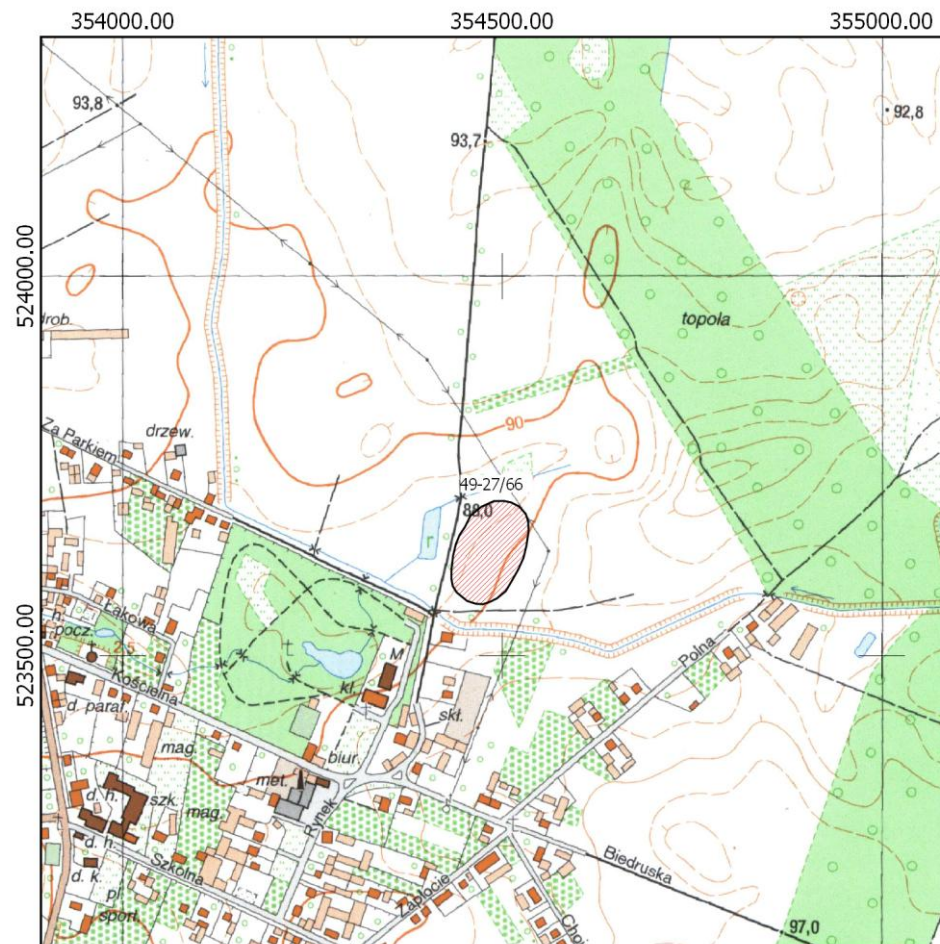 354000.00
354500.00
355000.00
93,8
93,7
92,8
524000.00
drob.
topola
Za Parkiem
drzew.
90
49-27/66
88,0
r
Łąkowa
pocz.
2.5
523500.00
Kościelna
d. paraf.
M
kl.
Polna
skł.
mag.
biur.
met.
d. h.
szk.
mag.
Rynek
d. h.
Szkolna
d. k.
pl.
sport.
Zapłocie
Biedruska
97,0